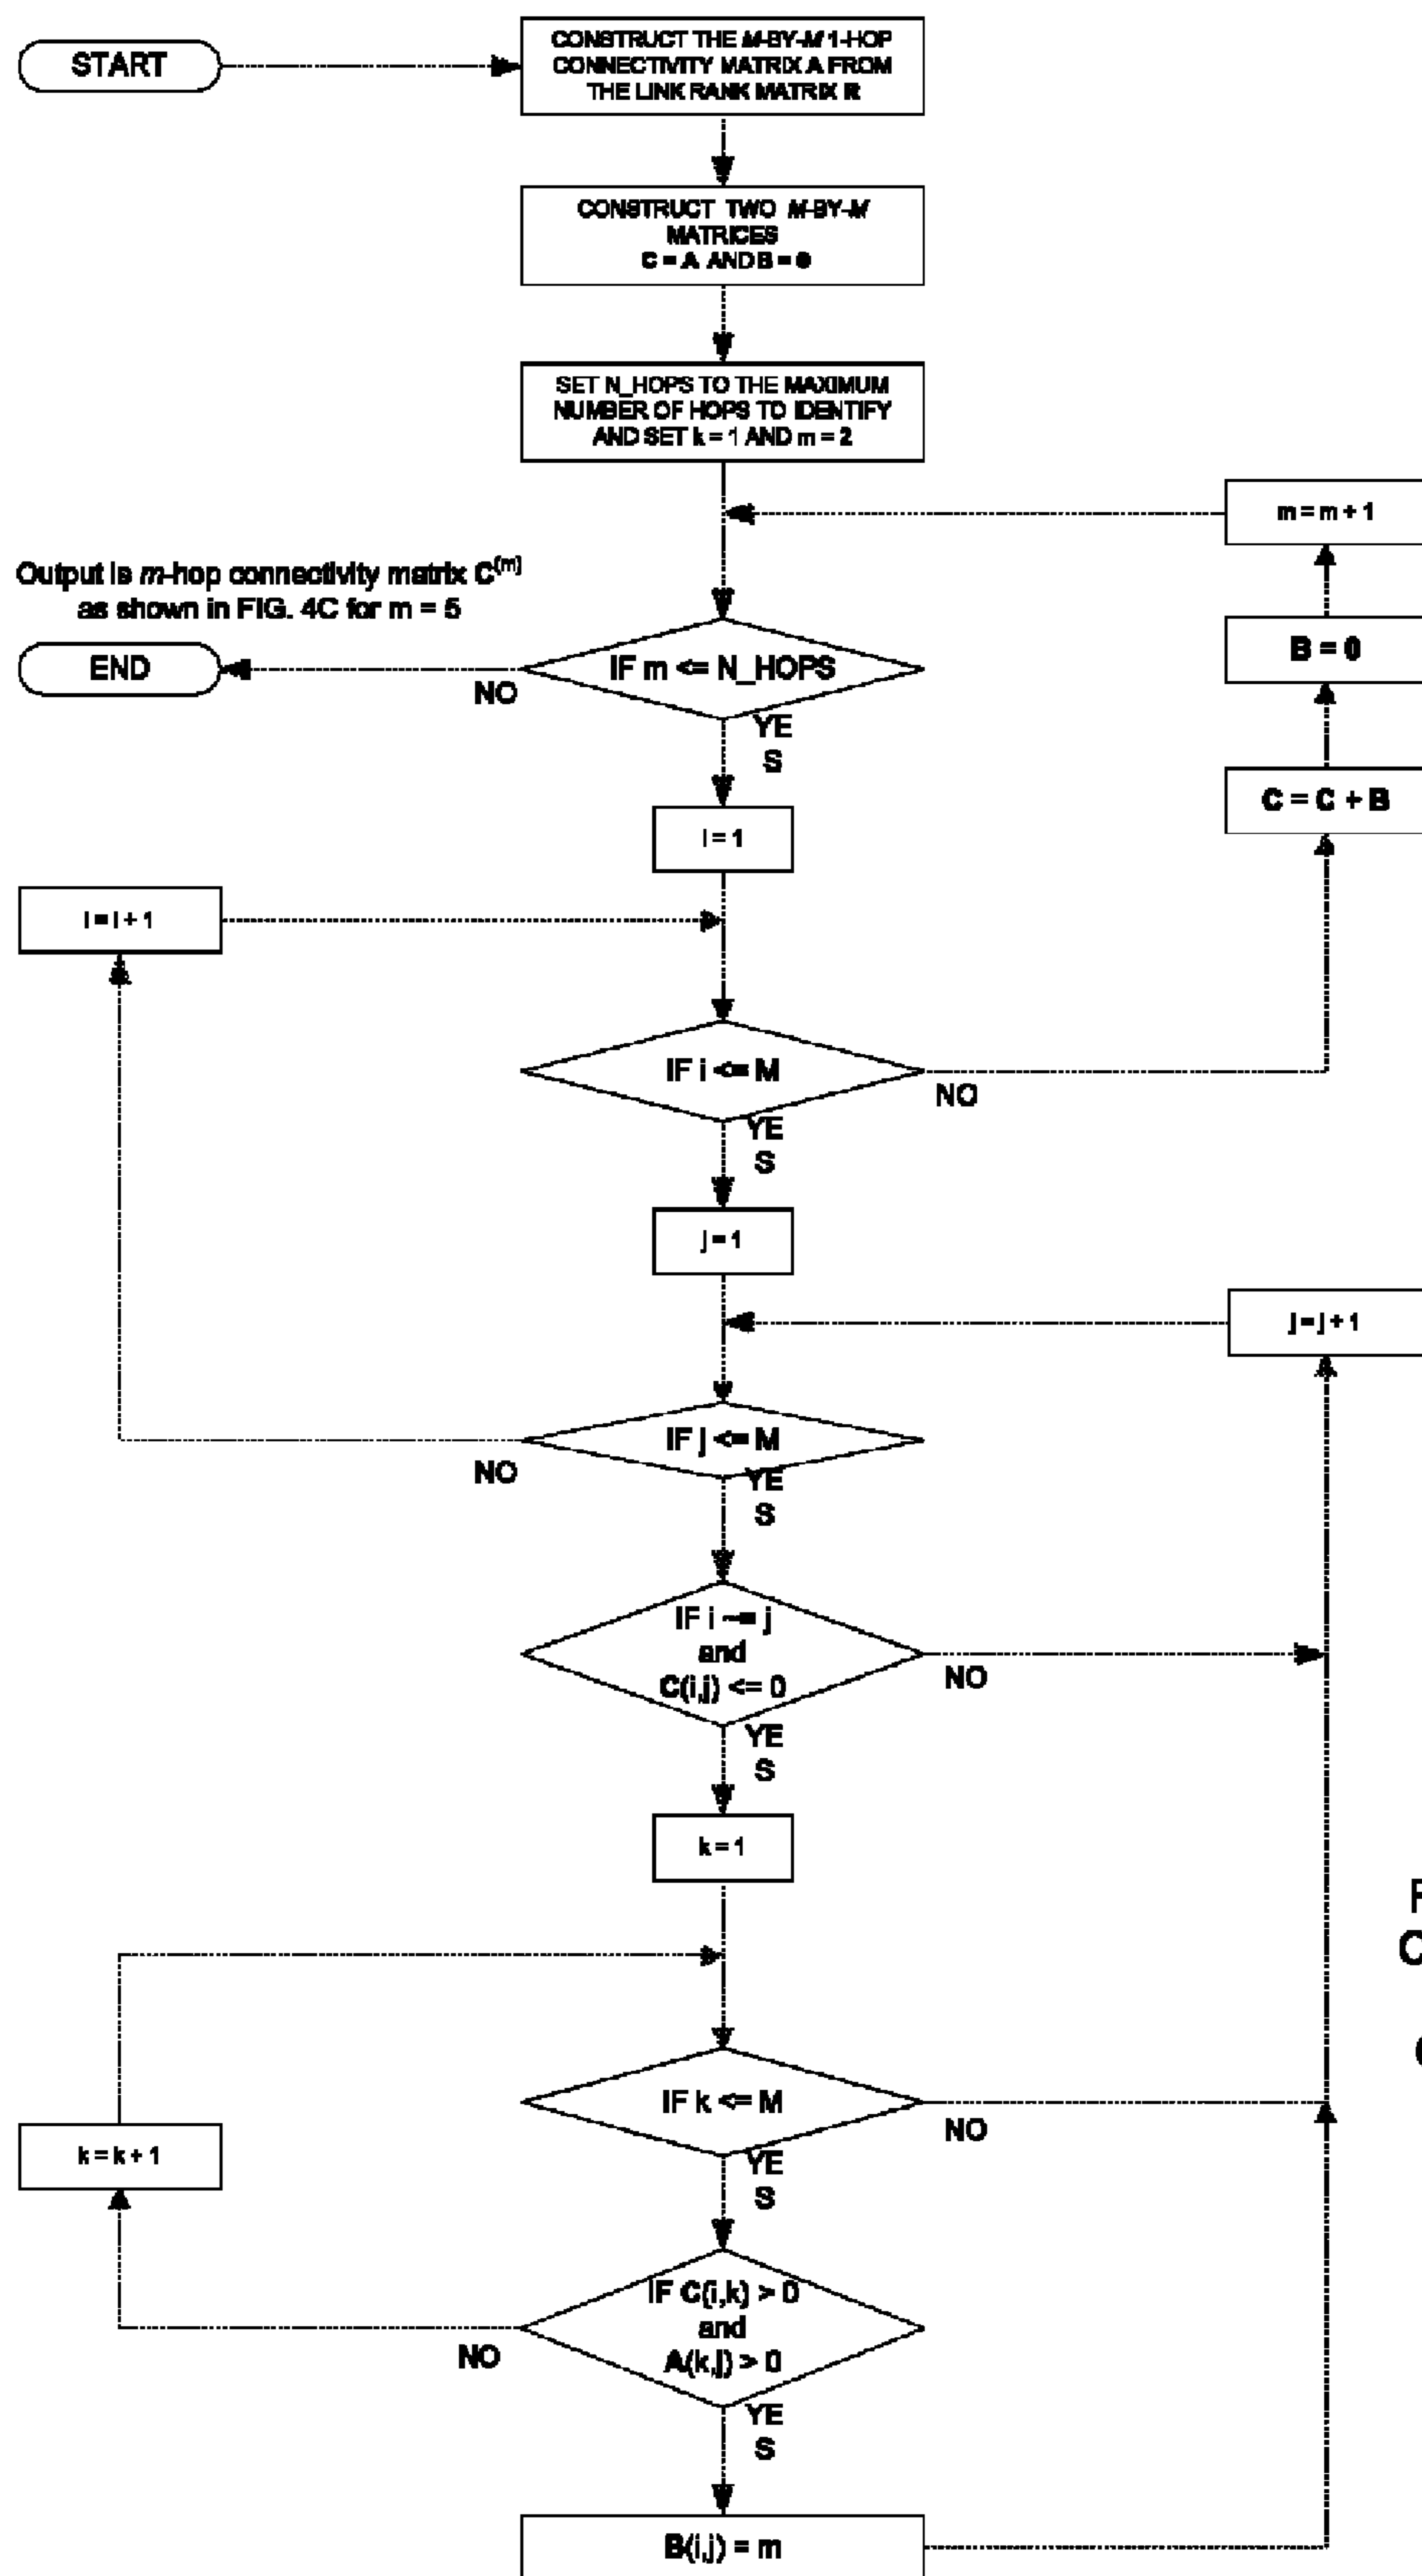 START
CONSTRUCT THE M-BY-M 1-HOP
CONNECTIVITY MATRIX A FROM
THE LINK RANK MATRIX R
CONSTRUCT TWO M-BY-M
MATRICES
C = A AND B = 0
SET N_HOPS TO THE MAXIMUM
NUMBER OF HOPS TO IDENTIFY
AND SET k = 1 AND m = 2
m = m + 1
Output is m-hop connectivity matrix C^(m)
as shown in FIG. 4C for m = 5
END
NO
IF m <= N_HOPS
YE
S
B = 0
C = C + B
i = 1
i = i + 1
IF i <= M
NO
YE
S
j = 1
j = j + 1
IF j <= M
NO
YE
S
IF i ~= j
and
C(i,j) <= 0
NO
YE
S
k = 1
IF k <= M
NO
YE
S
k = k + 1
IF C(i,k) > 0
and
A(k,j) > 0
NO
YE
S
B(i,j) = m